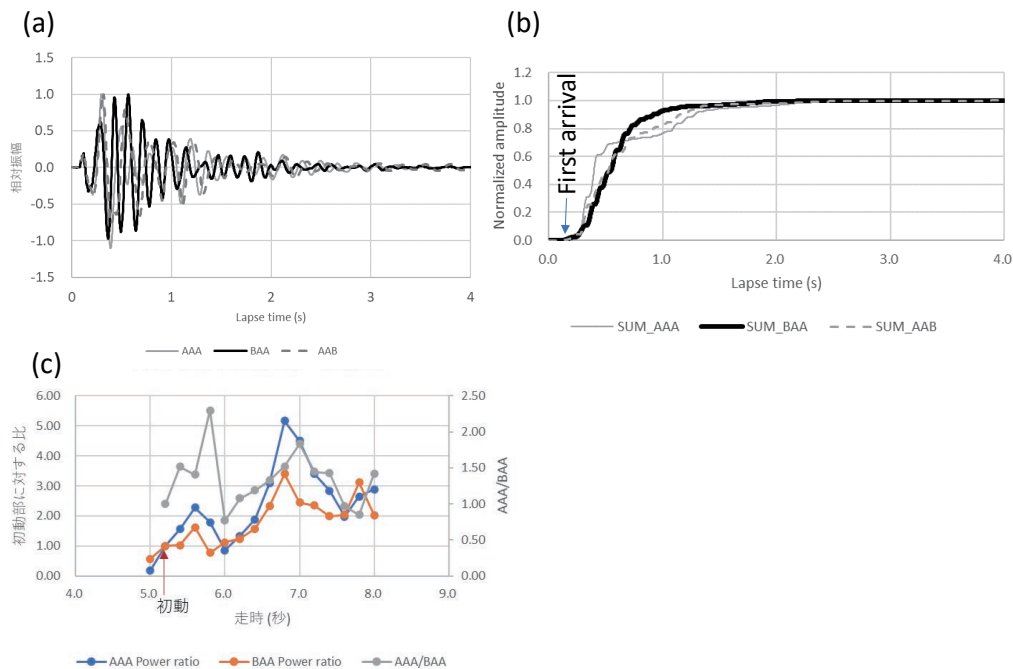 (a)
1.5
1.0
0.5
0.0
-0.5
-1.0
-1.5
相対振幅
0 1 2 3 4
Lapse time (s)
AAA BAA AAB
(b)
1.2
1.0
0.8
0.6
0.4
0.2
0.0
Normalized amplitude
First arrival
0.0 1.0 2.0 3.0 4.0
Lapse time (s)
SUM_AAA SUM_BAA SUM_AAB
(c)
6.00
5.00
4.00
3.00
2.00
1.00
0.00
初動部に対する比
2.50
2.00
1.50
1.00
0.50
0.00
AAA/BAA
4.0 5.0 6.0 7.0 8.0 9.0
初動
走時 (秒)
AAA Power ratio BAA Power ratio AAA/BAA